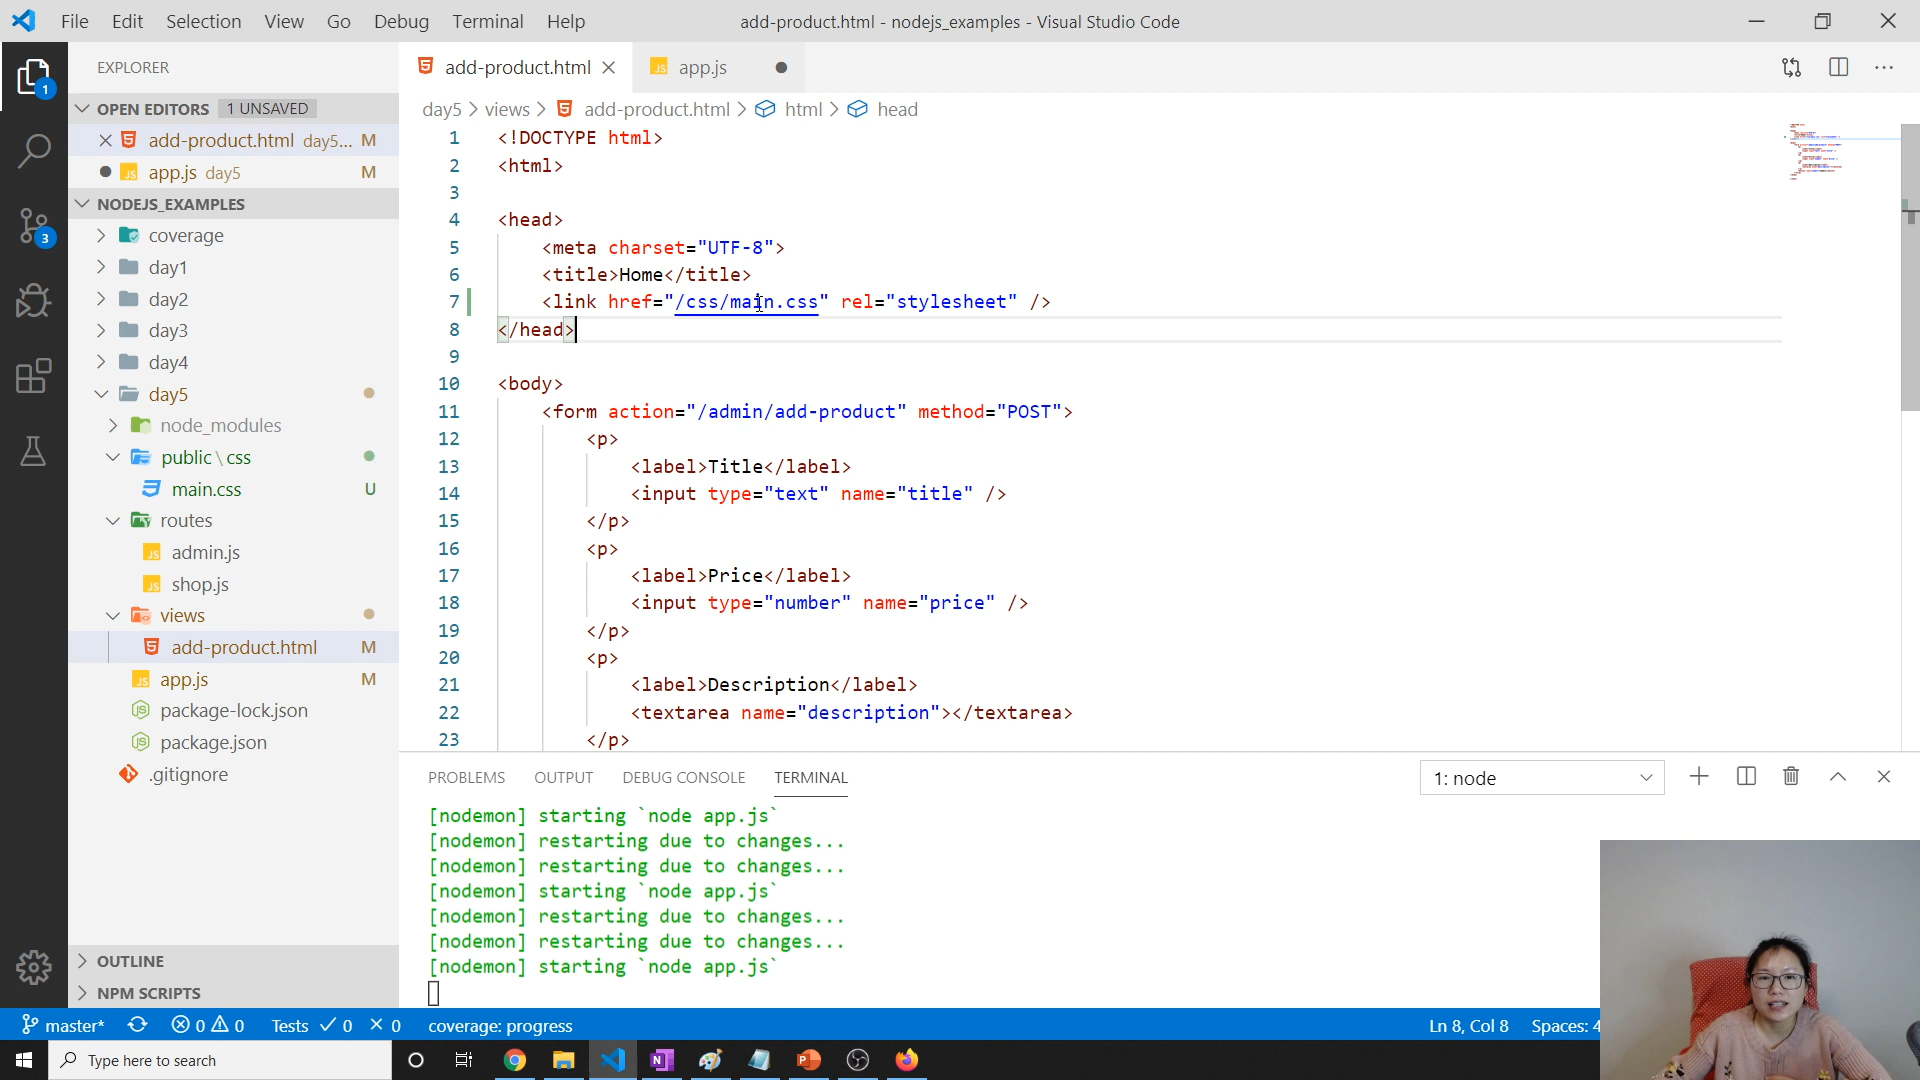 File Edit Selection View Go Debug Terminal Help
add-product.html - nodejs_examples - Visual Studio Code
EXPLORER
OPEN EDITORS 1 UNSAVED
add-product.html day5... M
app.js day5 M
NODEJS_EXAMPLES
coverage
day1
day2
day3
day4
day5
node_modules
public \ css
main.css U
routes
admin.js
shop.js
views
add-product.html M
app.js M
package-lock.json
package.json
.gitignore
OUTLINE
NPM SCRIPTS
1
3
add-product.html
app.js
day5 > views > add-product.html > html > head
1 <!DOCTYPE html>
2 <html>
3
4 <head>
5 <meta charset="UTF-8">
6 <title>Home</title>
7 <link href="/css/main.css" rel="stylesheet" />
8 </head>
9
10 <body>
11 <form action="/admin/add-product" method="POST">
12 <p>
13 <label>Title</label>
14 <input type="text" name="title" />
15 </p>
16 <p>
17 <label>Price</label>
18 <input type="number" name="price" />
19 </p>
20 <p>
21 <label>Description</label>
22 <textarea name="description"></textarea>
23 </p>
PROBLEMS OUTPUT DEBUG CONSOLE TERMINAL
1: node
[nodemon] starting `node app.js`
[nodemon] restarting due to changes...
[nodemon] restarting due to changes...
[nodemon] starting `node app.js`
[nodemon] restarting due to changes...
[nodemon] restarting due to changes...
[nodemon] starting `node app.js`
master* 0 0 Tests 0 0 coverage: progress
Ln 8, Col 8 Spaces: 4
Type here to search